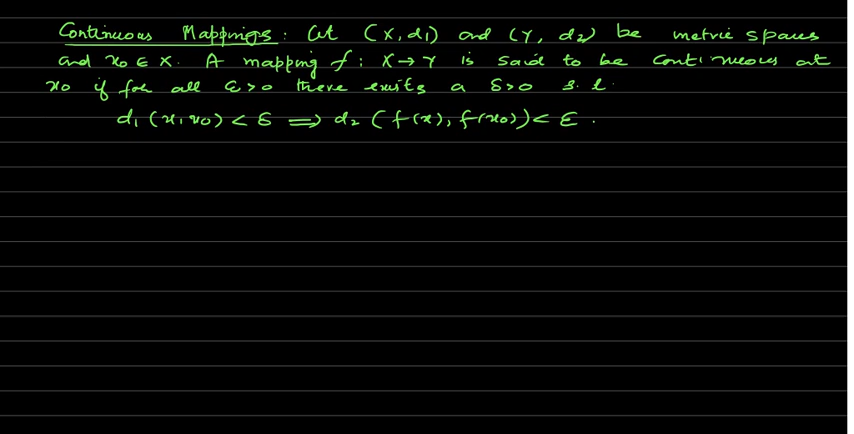 Continuous Mappings : Let (X, d₁) and (Y, d₂) be metric spaces
and x₀ ∈ X. A mapping f : X → Y is said to be continuous at
x₀ if for all ε > 0 there exists a δ > 0 s.t.
d₁ (x, x₀) < δ ⟹ d₂ (f(x), f(x₀)) < ε .